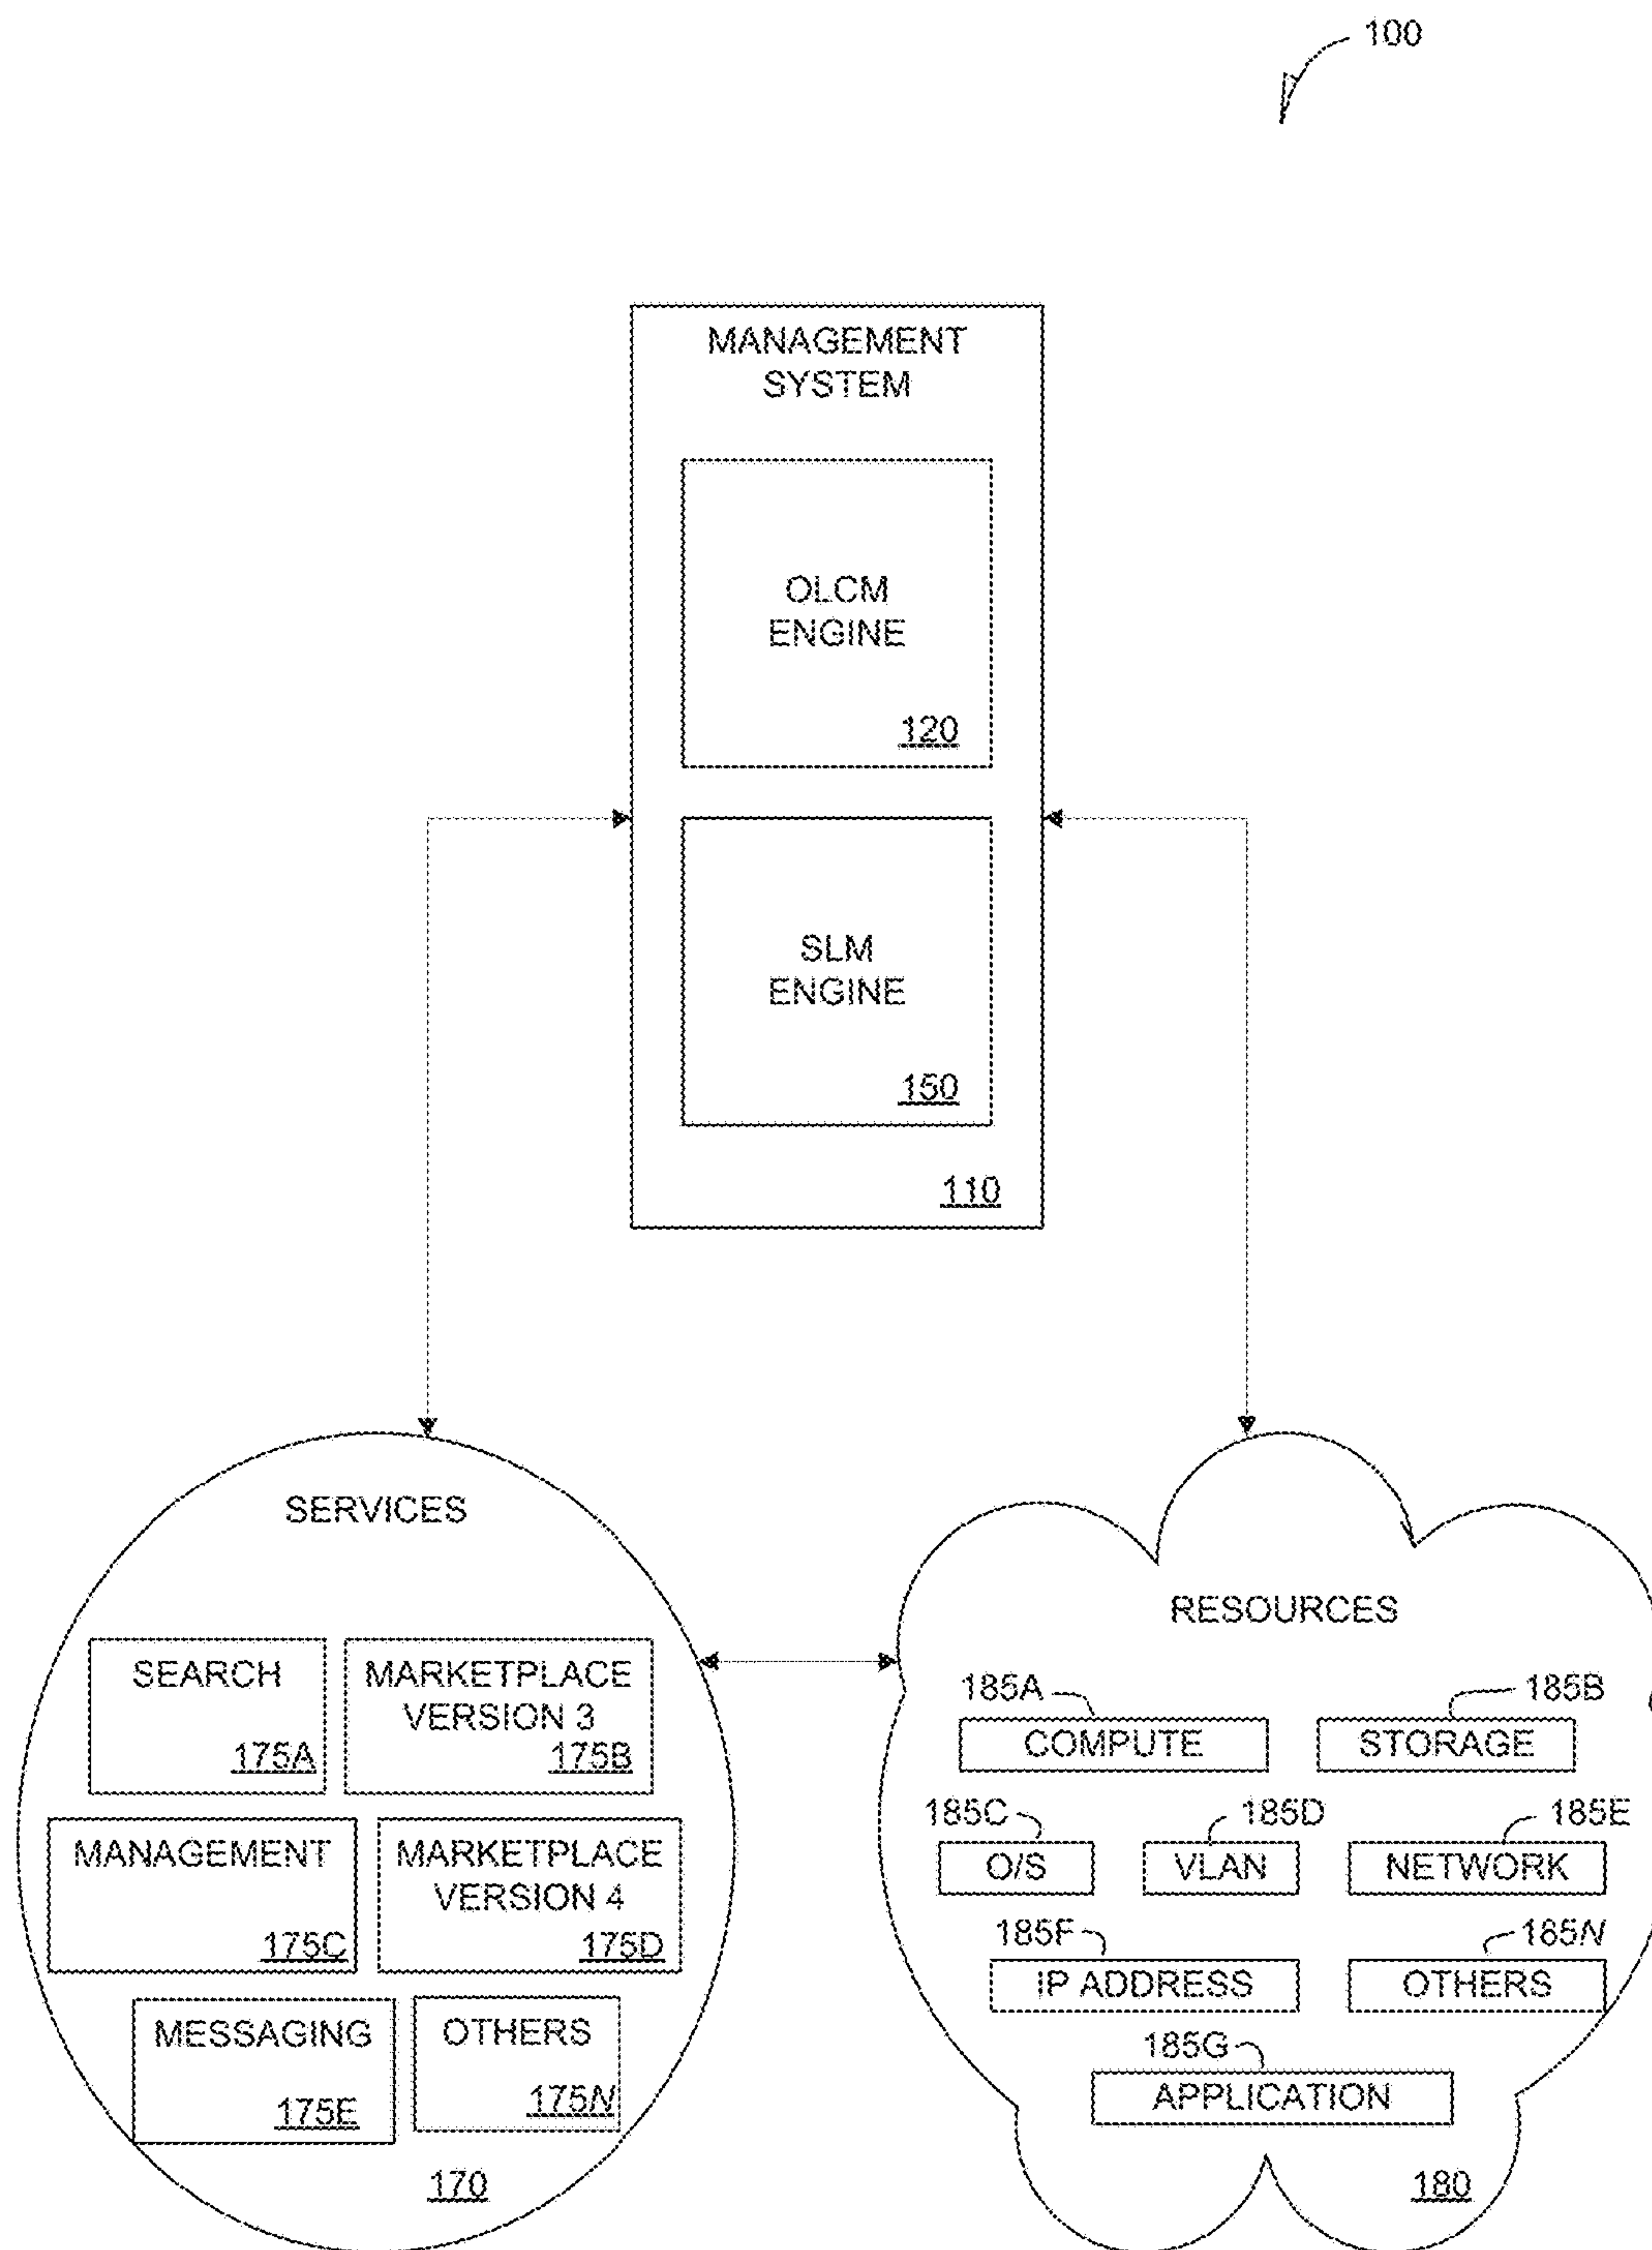 100
MANAGEMENT
SYSTEM
OLCM
ENGINE
120
SLM
ENGINE
150
110
SERVICES
SEARCH
175A
MARKETPLACE
VERSION 3
175B
MANAGEMENT
175C
MARKETPLACE
VERSION 4
175D
MESSAGING
175E
OTHERS
175N
170
RESOURCES
185A
COMPUTE
185B
STORAGE
185C
O/S
185D
VLAN
185E
NETWORK
185F
IP ADDRESS
185N
OTHERS
185G
APPLICATION
180